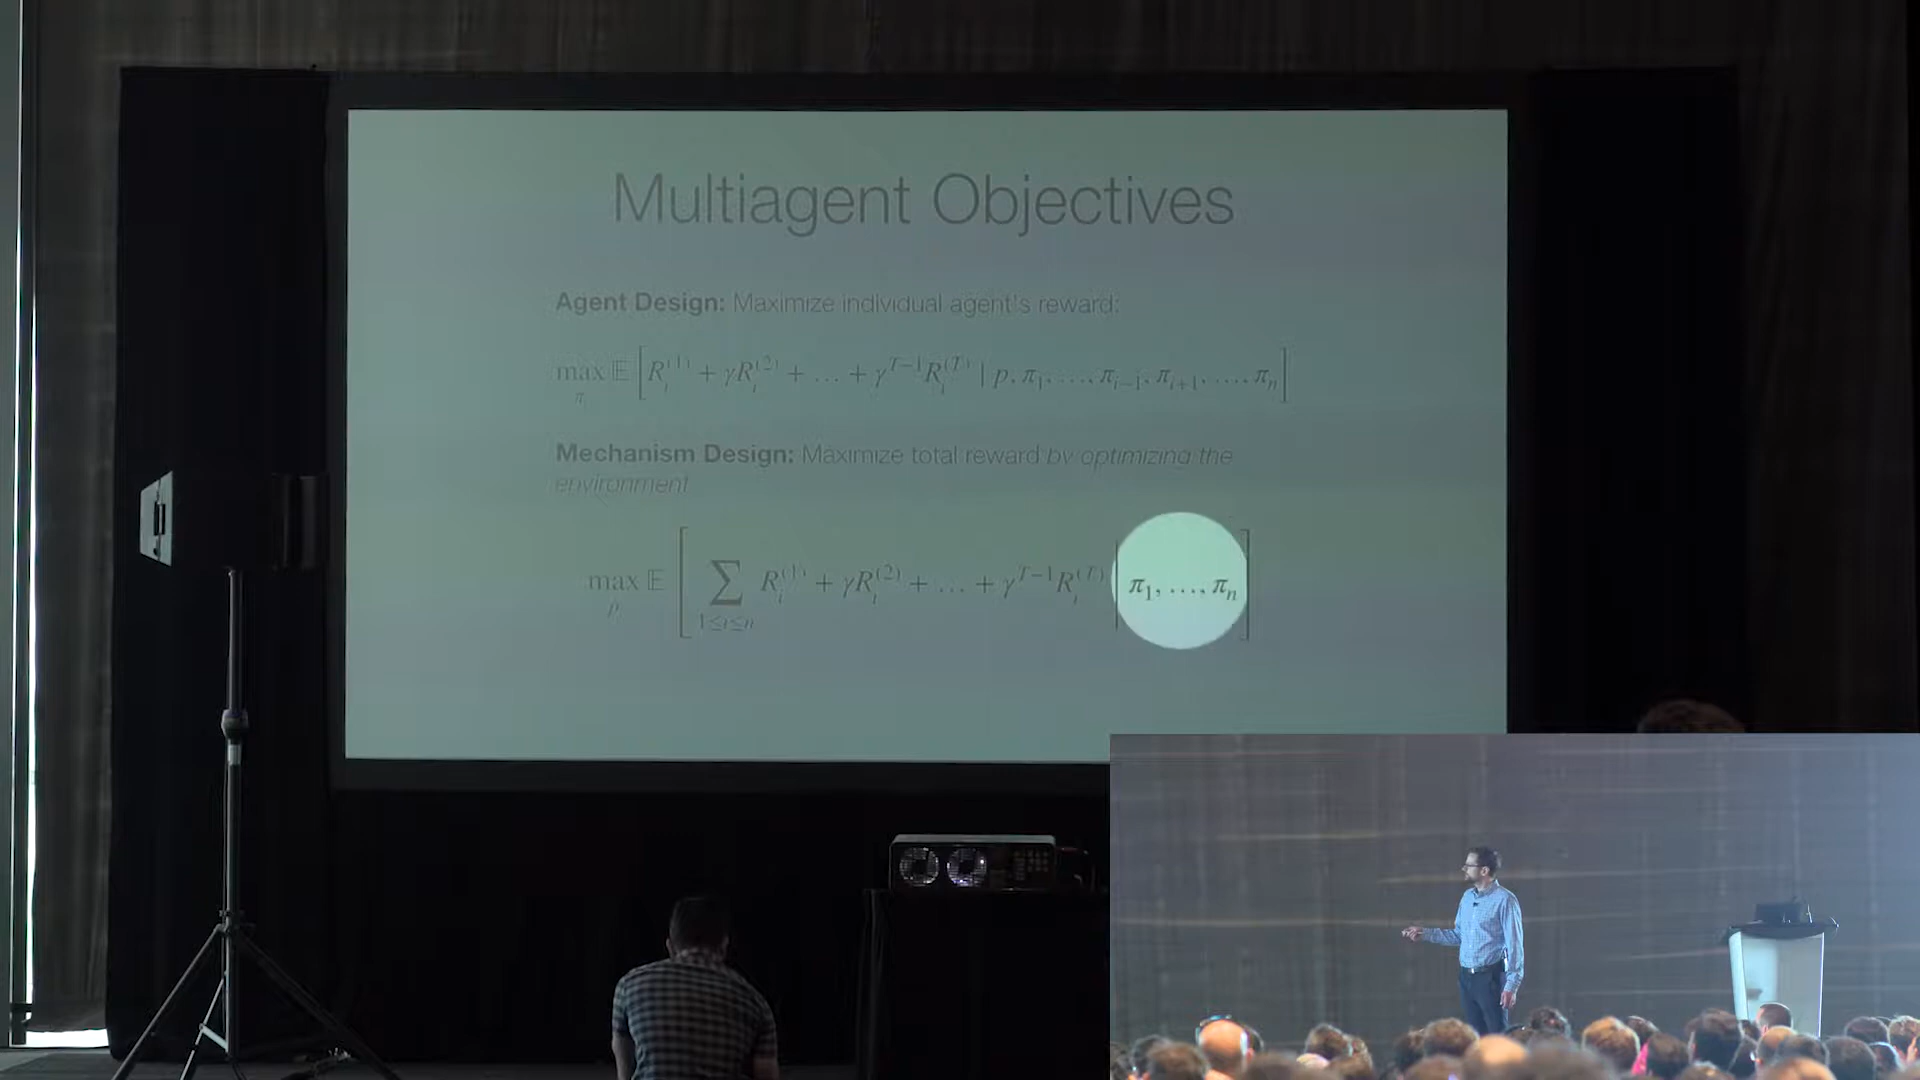 Multiagent Objectives
Agent Design: Maximize individual agent's reward:
max_{π_i} 𝔼 [ R_i^{(1)} + γR_i^{(2)} + … + γ^{T−1}R_i^{(T)} | p, π_1, …, π_{i−1}, π_{i+1}, …, π_n ]
Mechanism Design: Maximize total reward by optimizing the
environment
max_p 𝔼 [ ∑_{1≤i≤n} R_i^{(1)} + γR_i^{(2)} + … + γ^{T−1}R_i^{(T)} | π_1, …, π_n ]